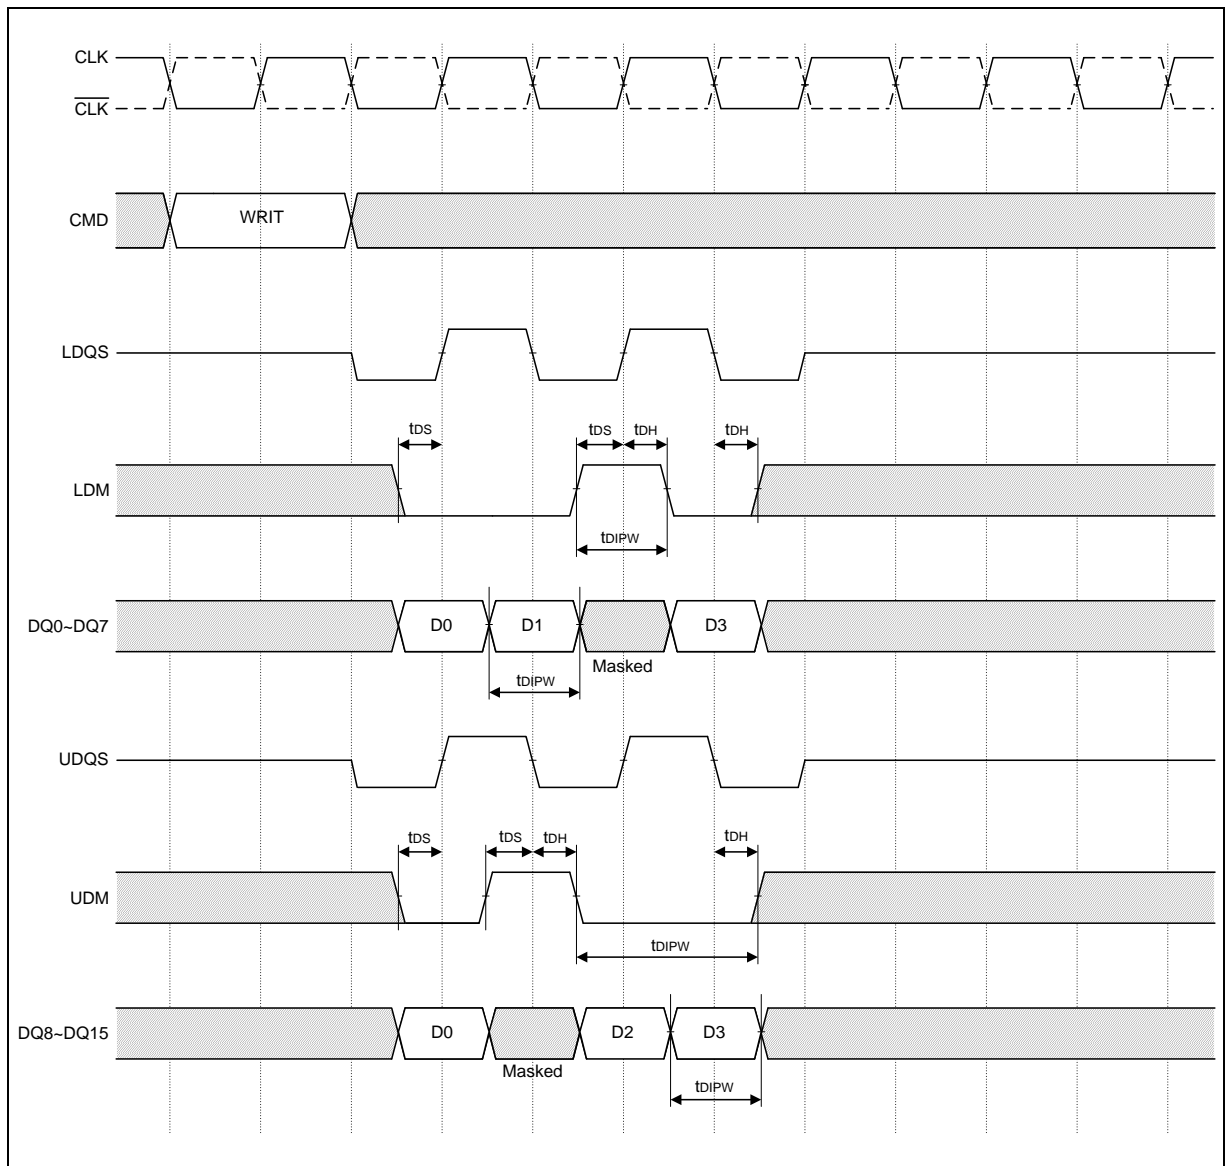 CLK
CLK
CMD
WRIT
LDQS
tDS
tDS
tDH
tDH
LDM
tDIPW
DQ0~DQ7
D0
D1
D3
Masked
tDIPW
UDQS
tDS
tDS
tDH
tDH
UDM
tDIPW
DQ8~DQ15
D0
D2
D3
Masked
tDIPW